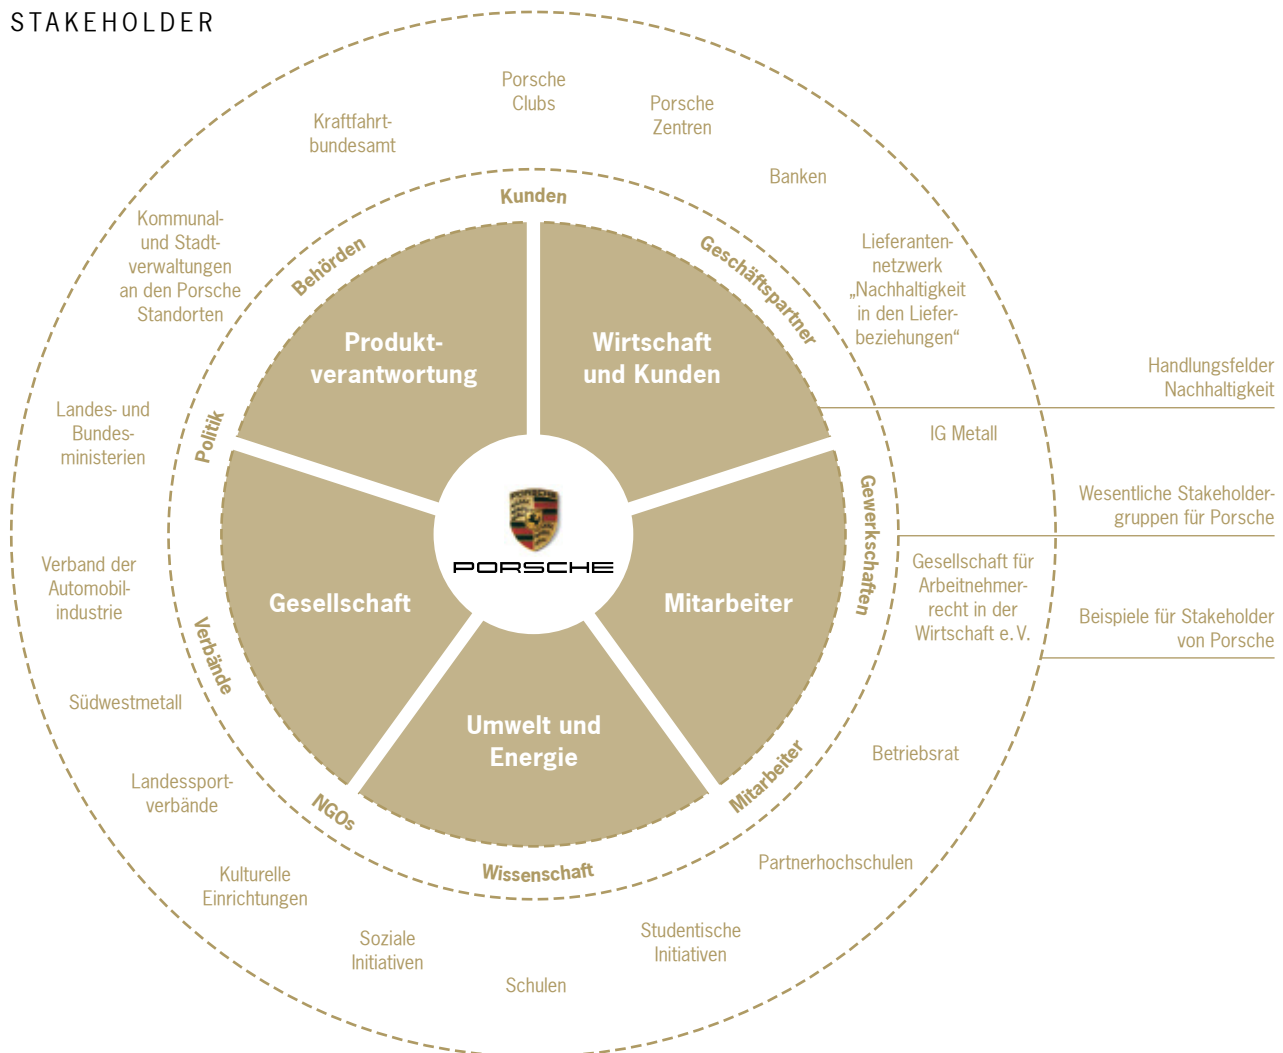 STAKEHOLDER
Porsche
Clubs
Porsche
Zentren
Kraftfahrt-
bundesamt
Banken
Kunden
Kommunal-
und Stadt-
verwaltungen
an den Porsche
Standorten
Behörden
Geschäftspartner
Lieferanten-
netzwerk
„Nachhaltigkeit
in den Liefer-
beziehungen“
Produkt-
verantwortung
Wirtschaft
und Kunden
Handlungsfelder
Nachhaltigkeit
Landes- und
Bundes-
ministerien
Politik
IG Metall
Gewerkschaften
Wesentliche Stakeholder-
gruppen für Porsche
PORSCHE
PORSCHE
Verband der
Automobil-
industrie
Gesellschaft für
Arbeitnehmer-
recht in der
Wirtschaft e. V.
Gesellschaft
Mitarbeiter
Beispiele für Stakeholder
von Porsche
Verbände
Südwestmetall
Umwelt und
Energie
Betriebsrat
Mitarbeiter
Landessport-
verbände
NGOs
Wissenschaft
Partnerhochschulen
Kulturelle
Einrichtungen
Soziale
Initiativen
Studentische
Initiativen
Schulen